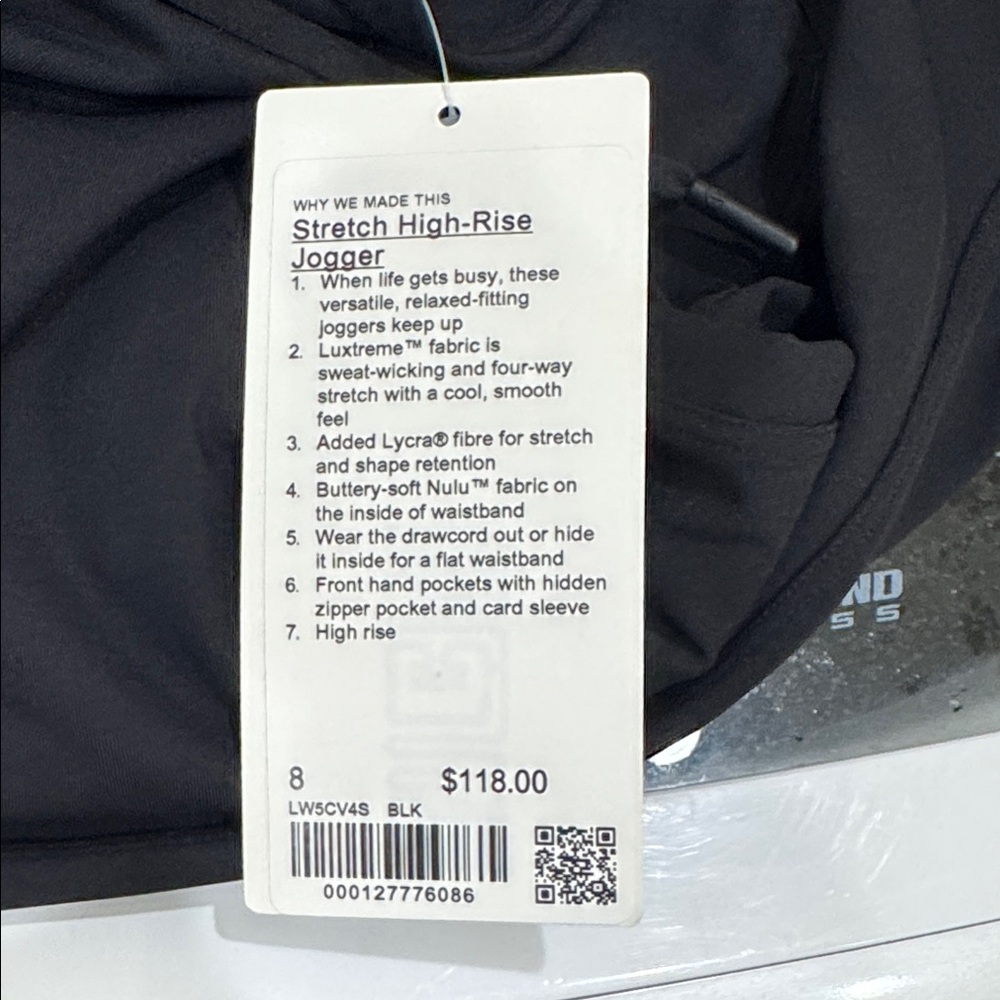 WHY WE MADE THIS
Stretch High-Rise
Jogger
1. When life gets busy, these
versatile, relaxed-fitting
joggers keep up
2. Luxtreme™ fabric is
sweat-wicking and four-way
stretch with a cool, smooth
feel
3. Added Lycra® fibre for stretch
and shape retention
4. Buttery-soft Nulu™ fabric on
the inside of waistband
5. Wear the drawcord out or hide
it inside for a flat waistband
6. Front hand pockets with hidden
zipper pocket and card sleeve
7. High rise
8 $118.00
LW5CV4S BLK
000127776086